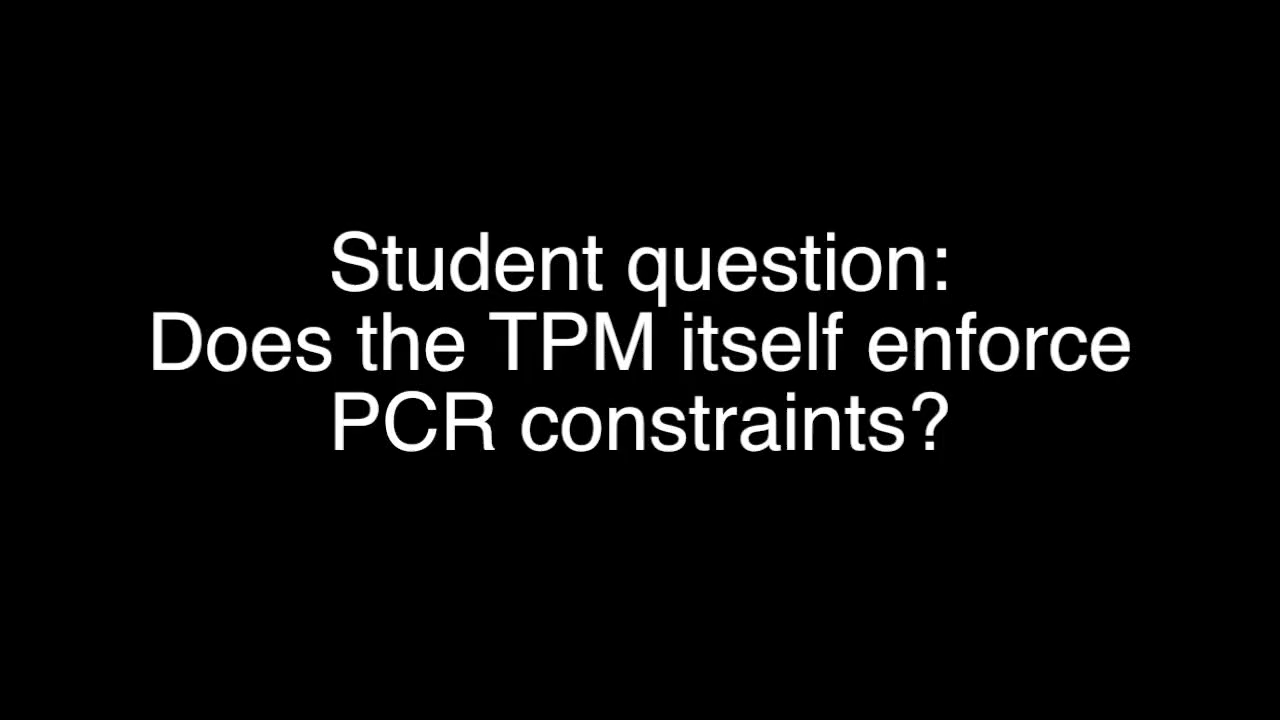 Student question:
Does the TPM itself enforce
PCR constraints?